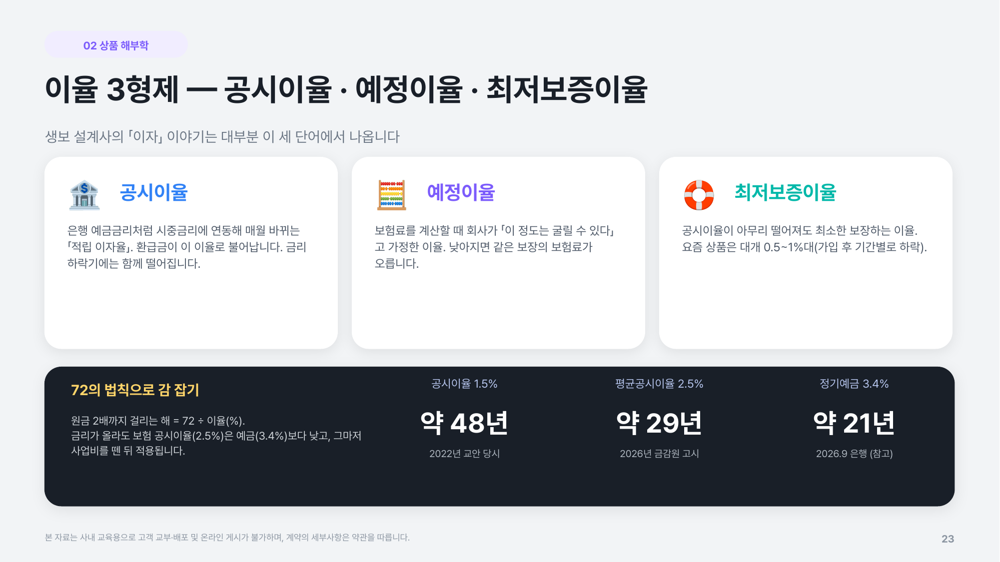 02 상품 해부학
이율 3형제 — 공시이율 · 예정이율 · 최저보증이율
생보 설계사의 「이자」 이야기는 대부분 이 세 단어에서 나옵니다
공시이율
은행 예금금리처럼 시중금리에 연동해 매월 바뀌는
「적립 이자율」. 환급금이 이 이율로 불어납니다. 금리
하락기에는 함께 떨어집니다.
예정이율
보험료를 계산할 때 회사가 「이 정도는 굴릴 수 있다」
고 가정한 이율. 낮아지면 같은 보장의 보험료가
오릅니다.
최저보증이율
공시이율이 아무리 떨어져도 최소한 보장하는 이율.
요즘 상품은 대개 0.5~1%대(가입 후 기간별로 하락).
72의 법칙으로 감 잡기
원금 2배까지 걸리는 해 = 72 ÷ 이율(%).
금리가 올라도 보험 공시이율(2.5%)은 예금(3.4%)보다 낮고, 그마저
사업비를 뗀 뒤 적용됩니다.
공시이율 1.5%
약 48년
2022년 교안 당시
평균공시이율 2.5%
약 29년
2026년 금감원 고시
정기예금 3.4%
약 21년
2026.9 은행 (참고)
본 자료는 사내 교육용으로 고객 교부·배포 및 온라인 게시가 불가하며, 계약의 세부사항은 약관을 따릅니다.
23